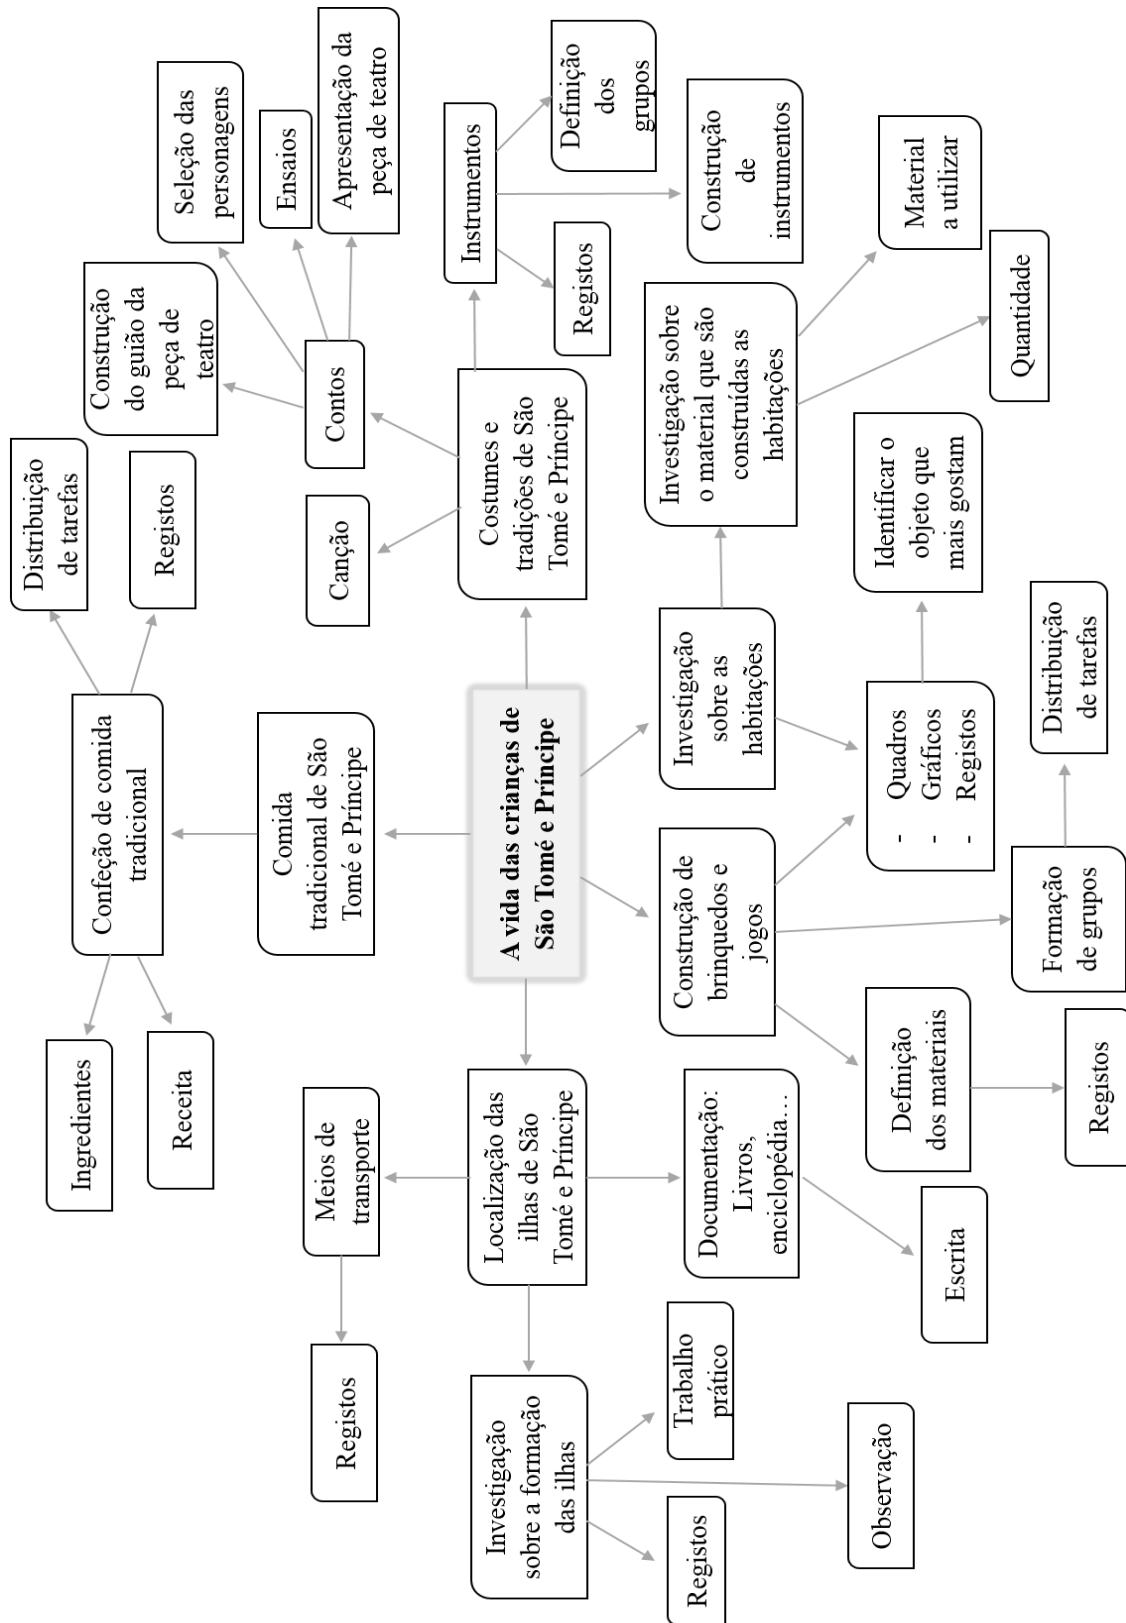 Ingredientes
Receita
Confeção de comida
tradicional
Distribuição
de tarefas
Registos
Comida
tradicional de São
Tomé e Príncipe
Registos
Meios de
transporte
Canção
Contos
Construção
do guião da
peça de
teatro
Seleção das
personagens
Ensaios
Apresentação da
peça de teatro
Investigação
sobre a formação
das ilhas
Localização das
ilhas de São
Tomé e Príncipe
A vida das crianças de
São Tomé e Príncipe
Costumes e
tradições de São
Tomé e Príncipe
Instrumentos
Registos
Definição
dos
grupos
Construção
de
instrumentos
Registos
Trabalho
prático
Observação
Documentação:
Livros,
enciclopédia…
Escrita
Construção de
brinquedos e
jogos
Investigação
sobre as
habitações
Investigação sobre
o material que são
construídas as
habitações
Material
a utilizar
Quantidade
Definição
dos materiais
Registos
- Quadros
- Gráficos
- Registos
Identificar o
objeto que
mais gostam
Formação
de grupos
Distribuição
de tarefas